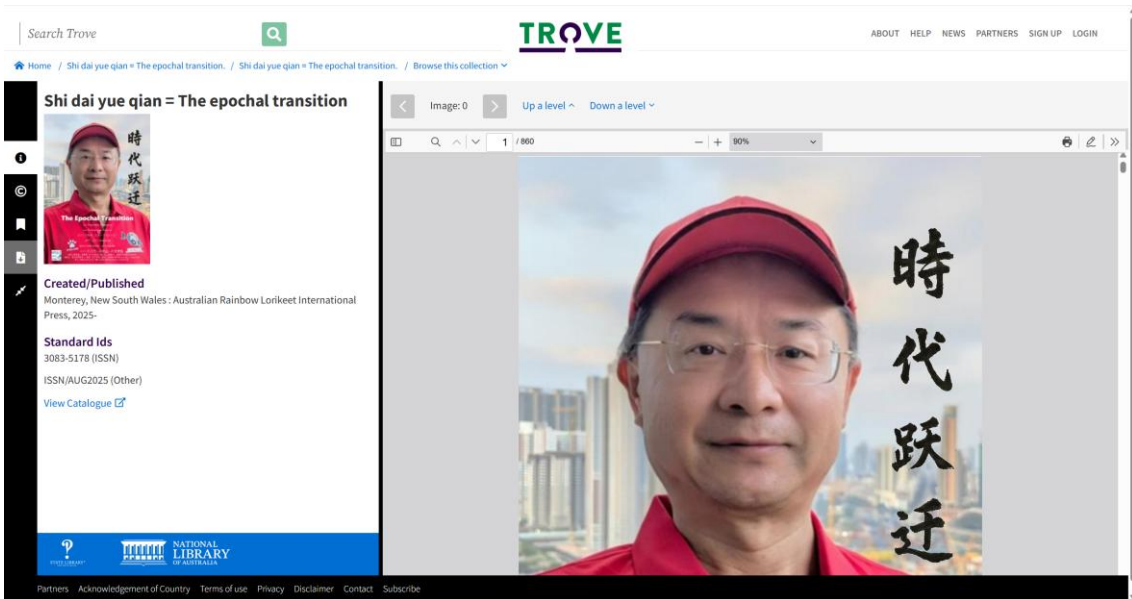 Search Trove
TROVE
ABOUT HELP NEWS PARTNERS SIGN UP LOGIN
Home / Shi dai yue qian = The epochal transition. / Shi dai yue qian = The epochal transition. / Browse this collection
Shi dai yue qian = The epochal transition
時
代
跃
迁
The Epochal Transition
Created/Published
Monterey, New South Wales : Australian Rainbow Lorikeet International
Press, 2025-
Standard Ids
3083-5178 (ISSN)
ISSN/AUG2025 (Other)
View Catalogue
NATIONAL
LIBRARY
OF AUSTRALIA
Image: 0 Up a level Down a level
1 / 860 90%
時
代
跃
迁
Partners Acknowledgement of Country Terms of use Privacy Disclaimer Contact Subscribe